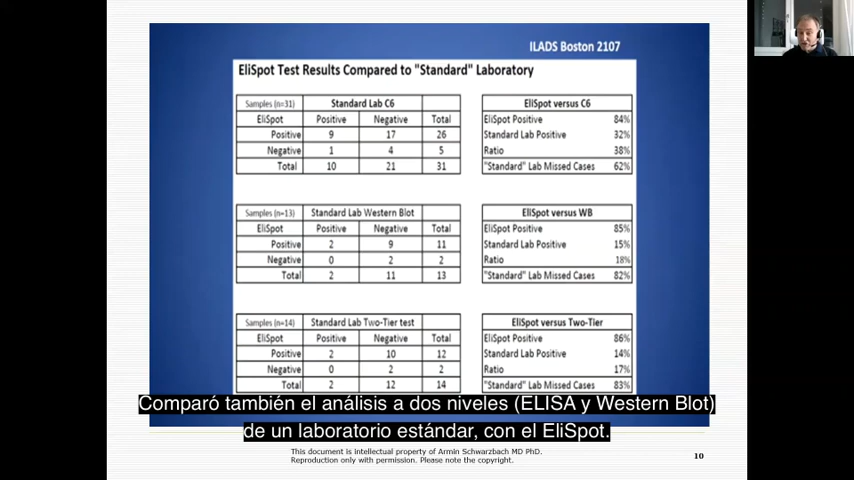 ILADS Boston 2107
EliSpot Test Results Compared to "Standard" Laboratory
Samples (n=31) Standard Lab C6
EliSpot Positive Negative Total
Positive 9 17 26
Negative 1 4 5
Total 10 21 31
EliSpot versus C6
EliSpot Positive 84%
Standard Lab Positive 32%
Ratio 38%
"Standard" Lab Missed Cases 62%
Samples (n=13) Standard Lab Western Blot
EliSpot Positive Negative Total
Positive 2 9 11
Negative 0 2 2
Total 2 11 13
EliSpot versus WB
EliSpot Positive 85%
Standard Lab Positive 15%
Ratio 18%
"Standard" Lab Missed Cases 82%
Samples (n=14) Standard Lab Two-Tier test
EliSpot Positive Negative Total
Positive 2 10 12
Negative 0 2 2
Total 2 12 14
EliSpot versus Two-Tier
EliSpot Positive 86%
Standard Lab Positive 14%
Ratio 17%
"Standard" Lab Missed Cases 83%
Comparó también el análisis a dos niveles (ELISA y Western Blot)
de un laboratorio estándar, con el EliSpot.
This document is intellectual property of Armin Schwarzbach MD PhD.
Reproduction only with permission. Please note the copyright.
10